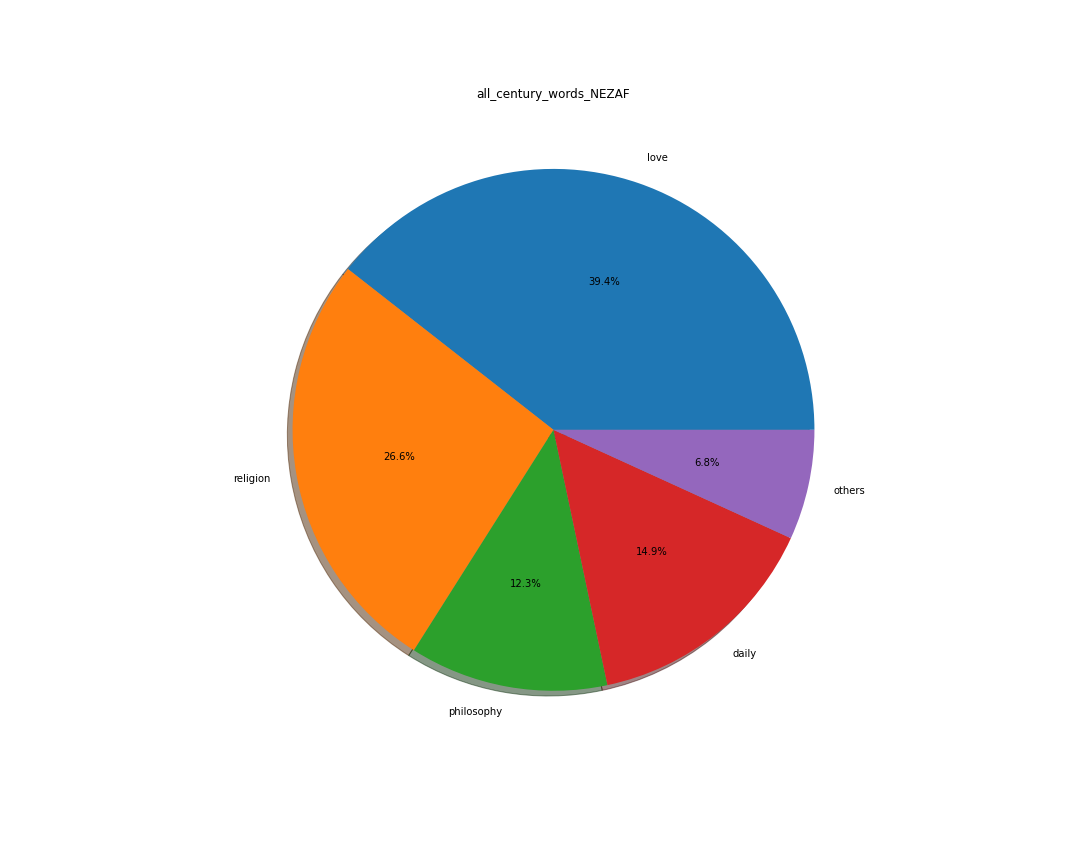 all_century_words_NEZAF
love
39.4%
26.6%
6.8%
religion
others
14.9%
12.3%
daily
philosophy